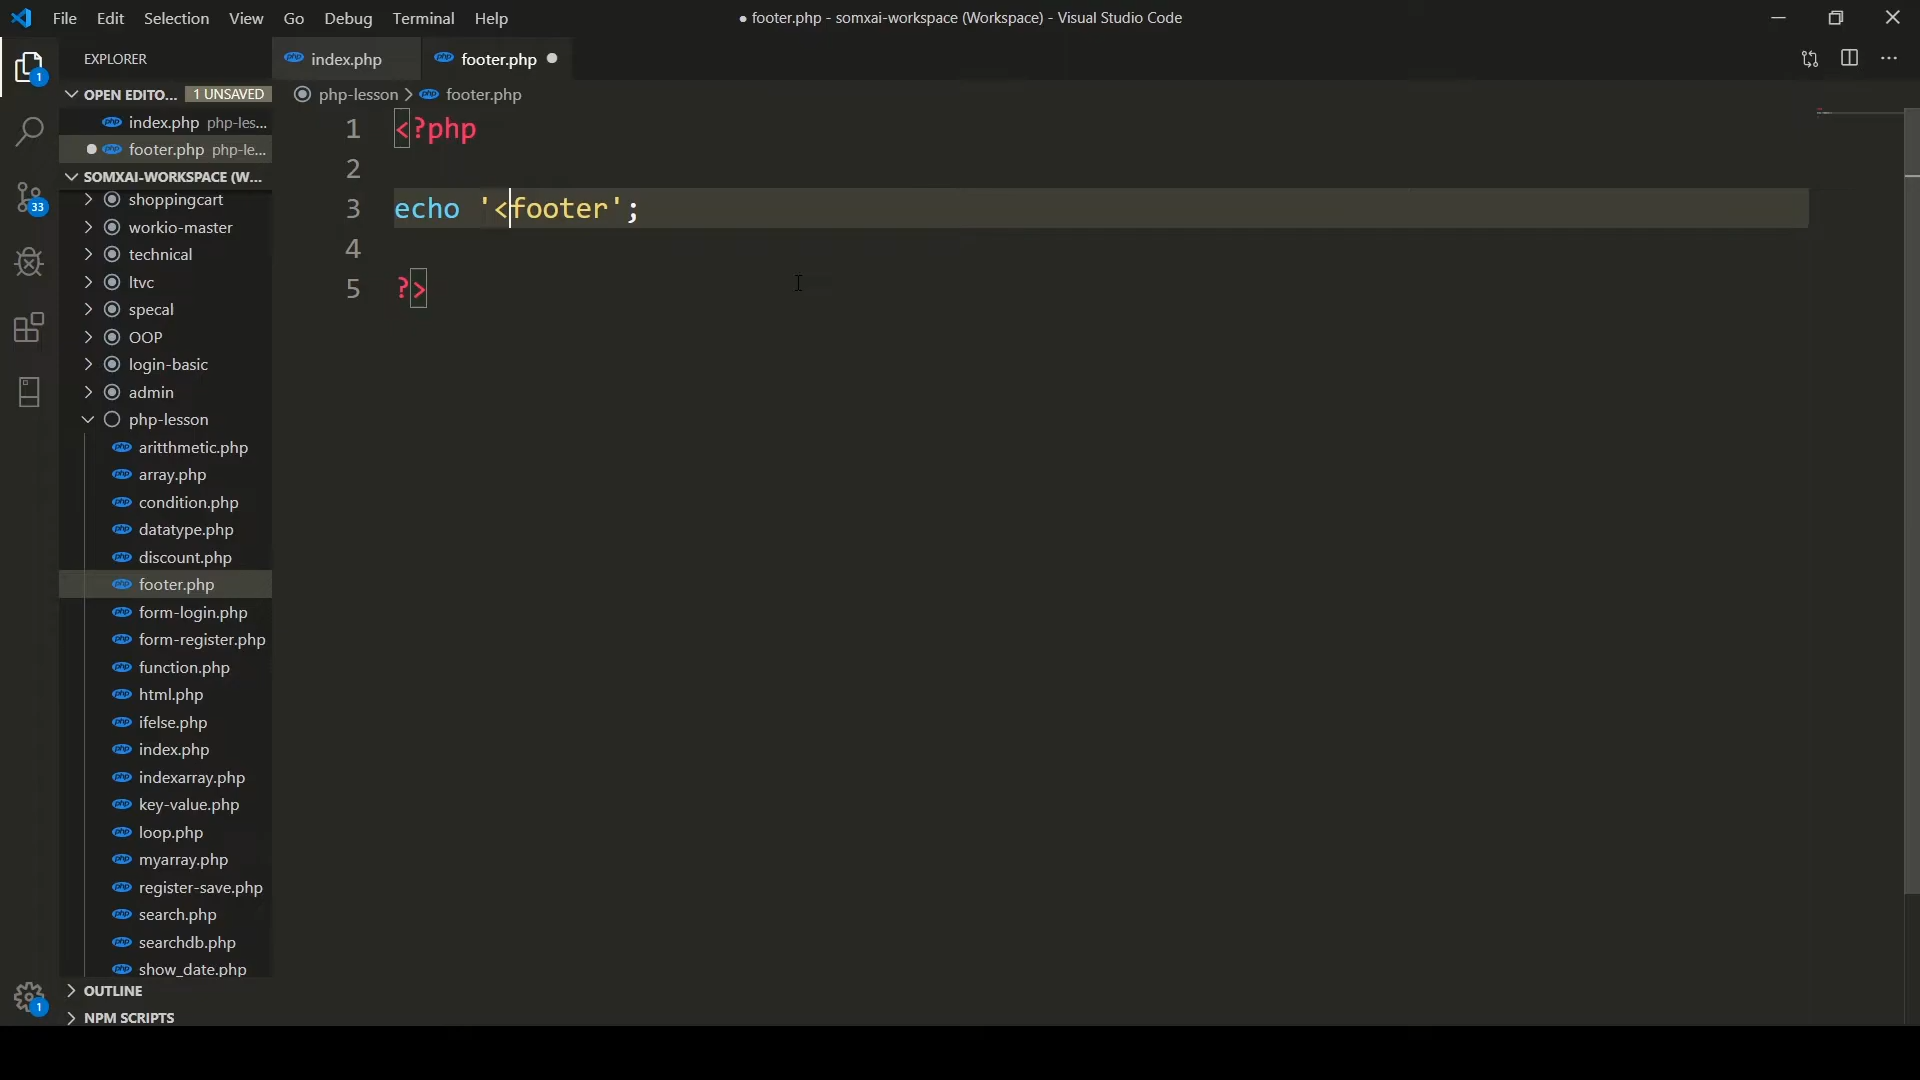 File Edit Selection View Go Debug Terminal Help
● footer.php - somxai-workspace (Workspace) - Visual Studio Code
EXPLORER
index.php
footer.php
OPEN EDITO... 1 UNSAVED
index.php php-les...
footer.php php-le...
SOMXAI-WORKSPACE (W...
shoppingcart
workio-master
technical
ltvc
specal
OOP
login-basic
admin
php-lesson
aritthmetic.php
array.php
condition.php
datatype.php
discount.php
footer.php
form-login.php
form-register.php
function.php
html.php
ifelse.php
index.php
indexarray.php
key-value.php
loop.php
myarray.php
register-save.php
search.php
searchdb.php
show_date.php
OUTLINE
NPM SCRIPTS
1
33
1
php-lesson > footer.php
1 <?php
2
3 echo '<footer';
4
5 ?>